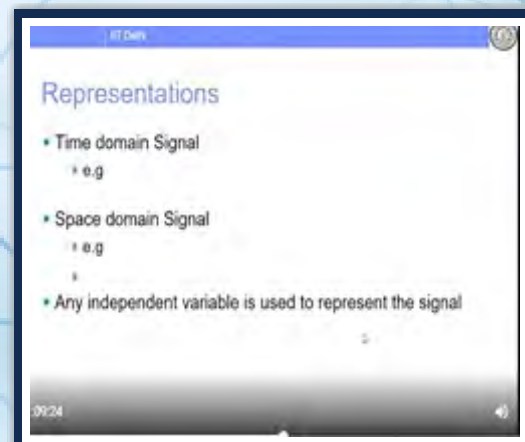 IIT Delhi
Representations
Time domain Signal
e.g
Space domain Signal
e.g
Any independent variable is used to represent the signal
09:24